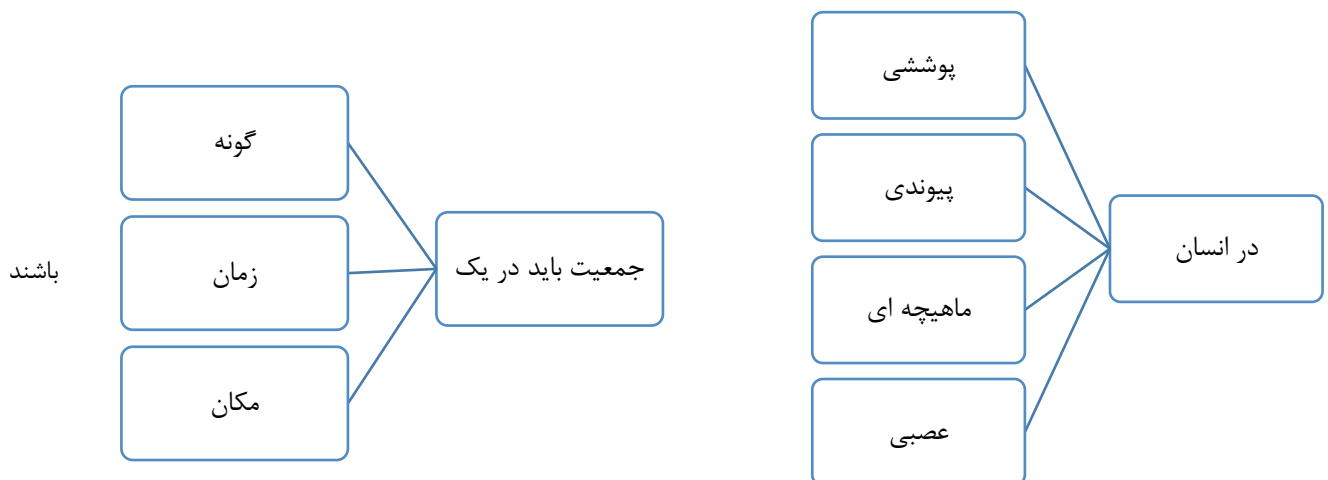 در انسان
پوششی
پیوندی
ماهیچه ای
عصبی
جمعیت باید در یک
گونه
زمان
مکان
باشند